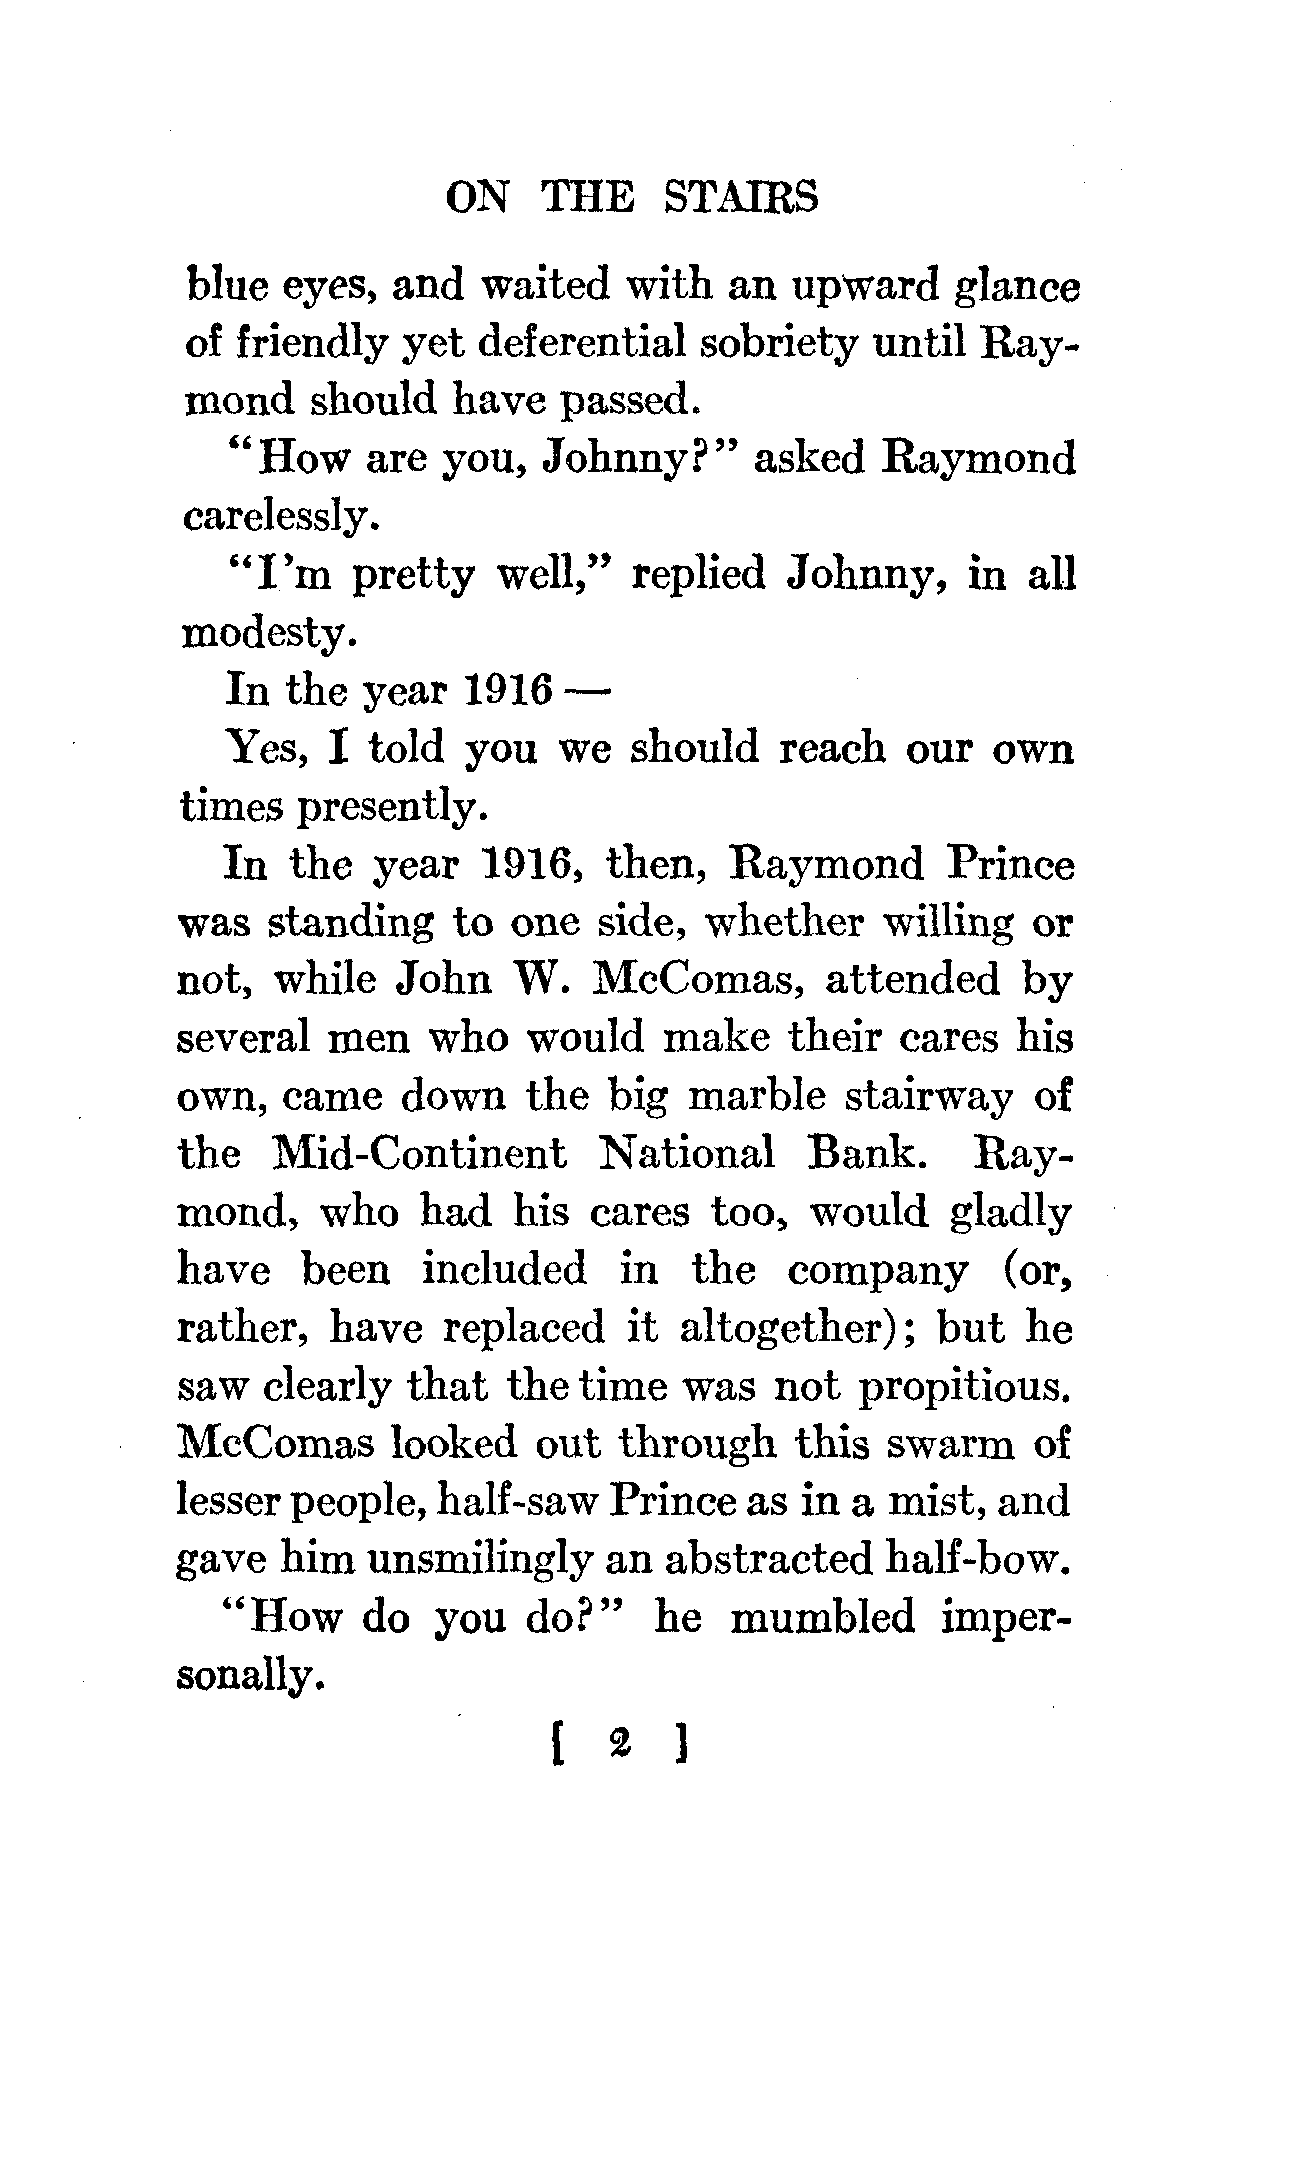 ON THE STAIRS
blue eyes, and waited with an upward glance
of friendly yet deferential sobriety until Ray-
mond should have passed.
"How are you, Johnny?" asked Raymond
carelessly.
"I'm pretty well," replied Johnny, in all
modesty.
In the year 1916 —
Yes, I told you we should reach our own
times presently.
In the year 1916, then, Raymond Prince
was standing to one side, whether willing or
not, while John W. McComas, attended by
several men who would make their cares his
own, came down the big marble stairway of
the Mid-Continent National Bank. Ray-
mond, who had his cares too, would gladly
have been included in the company (or,
rather, have replaced it altogether); but he
saw clearly that the time was not propitious.
McComas looked out through this swarm of
lesser people, half-saw Prince as in a mist, and
gave him unsmilingly an abstracted half-bow.
"How do you do?" he mumbled imper-
sonally.
[ 2 ]